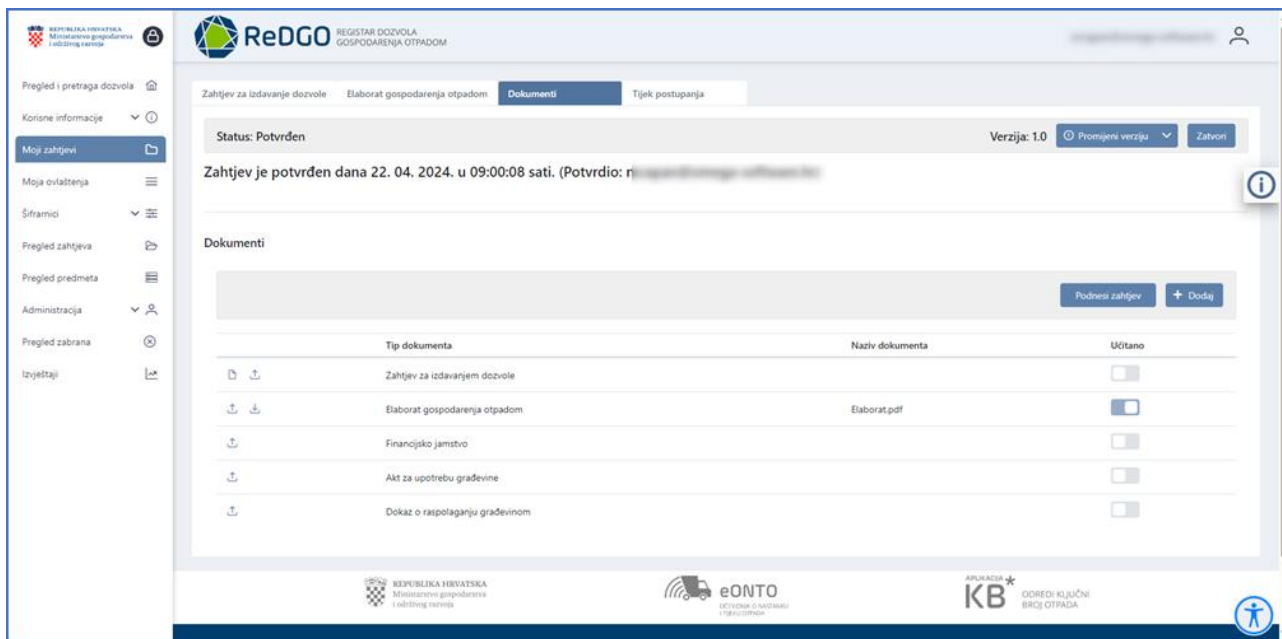 REPUBLIKA HRVATSKA
Ministarstvo gospodarstva
i održivog razvoja
ReDGO
REGISTAR DOZVOLA
GOSPODARENJA OTPADOM
Pregled i pretraga dozvola
Korisne informacije
Moji zahtjevi
Moja ovlaštenja
Šifrarnici
Pregled zahtjeva
Pregled predmeta
Administracija
Pregled zabrana
Izvještaji
Zahtjev za izdavanje dozvole Elaborat gospodarenja otpadom Dokumenti Tijek postupanja
Status: Potvrđen Verzija: 1.0 Promijeni verziju Zatvori
Zahtjev je potvrđen dana 22. 04. 2024. u 09:00:08 sati. (Potvrdio:
Dokumenti
Podnesi zahtjev + Dodaj
Tip dokumenta Naziv dokumenta Učitano
Zahtjev za izdavanjem dozvole
Elaborat gospodarenja otpadom Elaborat.pdf
Financijsko jamstvo
Akt za upotrebu građevine
Dokaz o raspolaganju građevinom
REPUBLIKA HRVATSKA
Ministarstvo gospodarstva
i održivog razvoja
eONTO
OČEVIDNIK O NASTANKU
I TIJEKU OTPADA
APLIKACIJA
KB*
ODREDI KLJUČNI
BROJ OTPADA